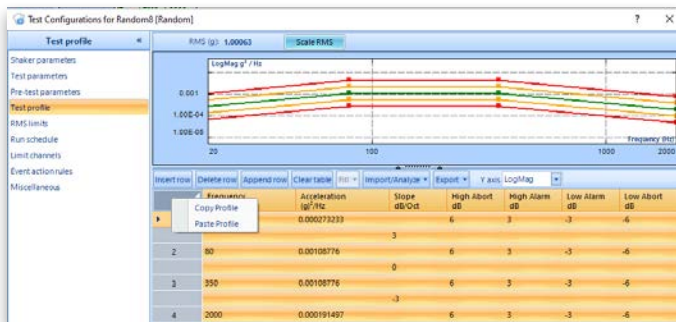 Test Configurations for Random8 [Random]
? ×
Test profile «
Shaker parameters
Test parameters
Pre-test parameters
Test profile
RMS limits
Run schedule
Limit channels
Event action rules
Miscellaneous
RMS (g) 1.00063 Scale RMS
LogMag g² / Hz
0.001
1.00E-04
1.00E-05
Frequency (Hz)
20 100 1000 2000
Insert row Delete row Append row Clear table Fill Import/Analyze Export Y axis LogMag
Frequency Acceleration Slope High Abort High Alarm Low Alarm Low Abort
(g)²/Hz dB/Oct dB dB dB dB
Copy Profile
Paste Profile
0.000273233 6 3 -3 -6
3
2 80 0.00108776 6 3 -3 -6
0
3 350 0.00108776 6 3 -3 -6
-3
4 2000 0.000191497 6 3 -3 -6